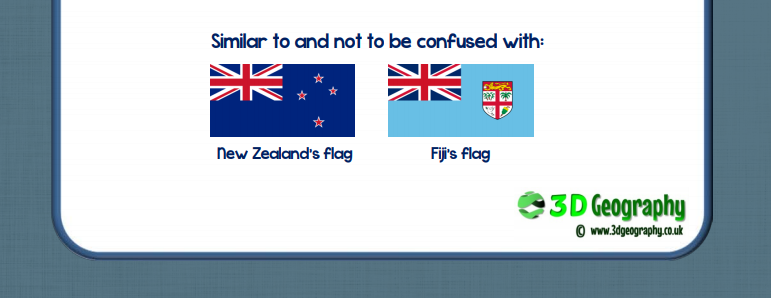 Similar to and not to be confused with:
New Zealand's flag
Fiji's flag
3D Geography
© www.3dgeography.co.uk